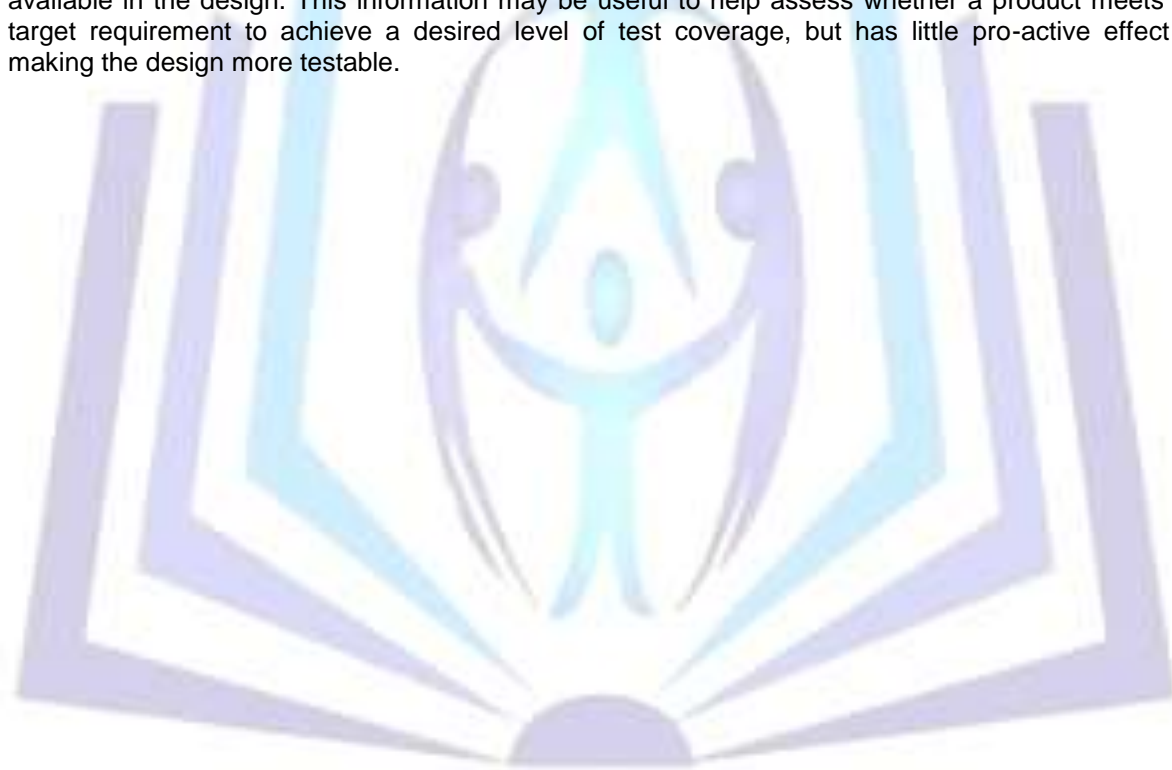 available in the design. This information may be useful to help assess whether a product meets
target requirement to achieve a desired level of test coverage, but has little pro-active effect
making the design more testable.